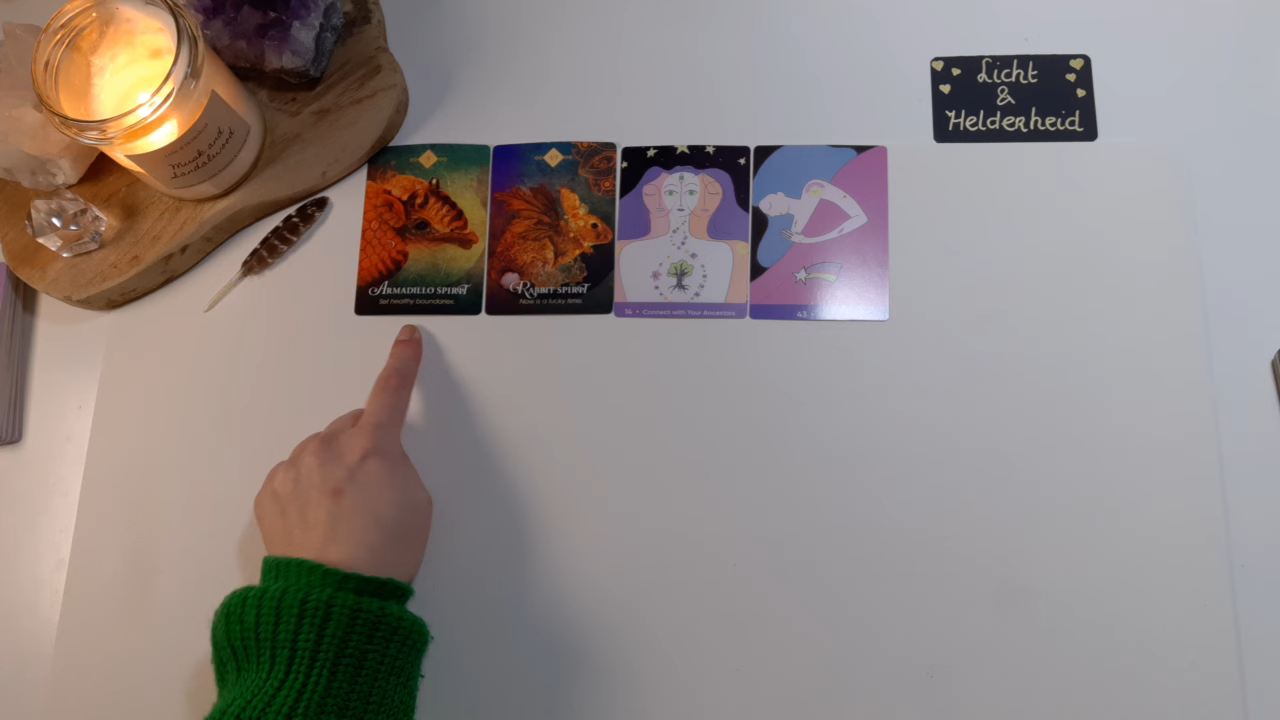 Licht
&
Helderheid
Musk and
Sandalwood
Armadillo Spirit
Set healthy boundaries.
Rabbit Spirit
Now is a lucky time.
14 • Connect with Your Ancestors
43